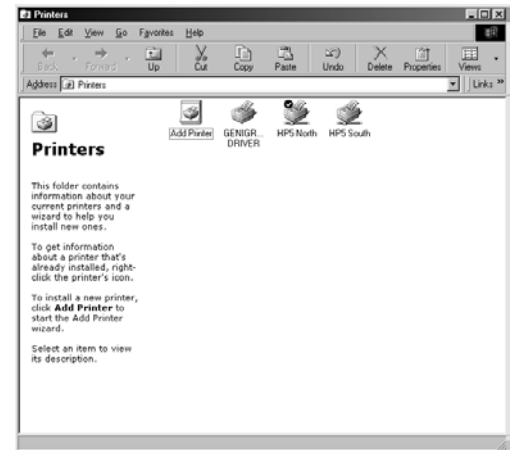 Printers
File Edit View Go Favorites Help
Back Forward Up Cut Copy Paste Undo Delete Properties Views
Address Printers Links »
Add Printer GENIGR... HP5 North HP5 South
DRIVER
Printers
This folder contains
information about your
current printers and a
wizard to help you
install new ones.
To get information
about a printer that's
already installed, right-
click the printer's icon.
To install a new printer,
click Add Printer to
start the Add Printer
wizard.
Select an item to view
its description.